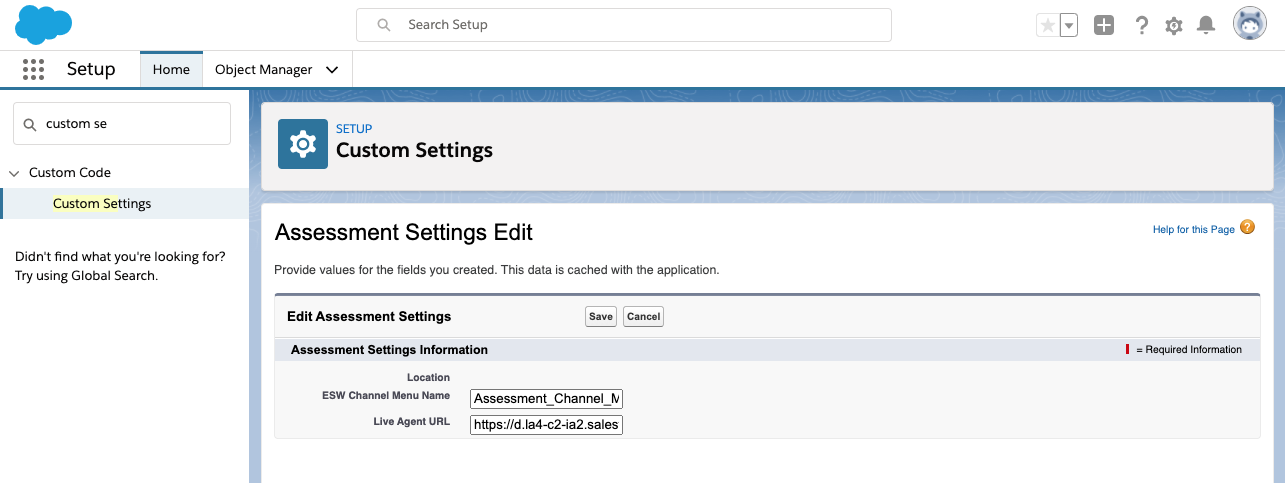 Search Setup
Setup
Home
Object Manager
custom se
Custom Code
Custom Settings
Didn't find what you're looking for?
Try using Global Search.
SETUP
Custom Settings
Assessment Settings Edit
Help for this Page
Provide values for the fields you created. This data is cached with the application.
Edit Assessment Settings
Save Cancel
Assessment Settings Information
= Required Information
Location
ESW Channel Menu Name Assessment_Channel_M
Live Agent URL https://d.la4-c2-ia2.sales